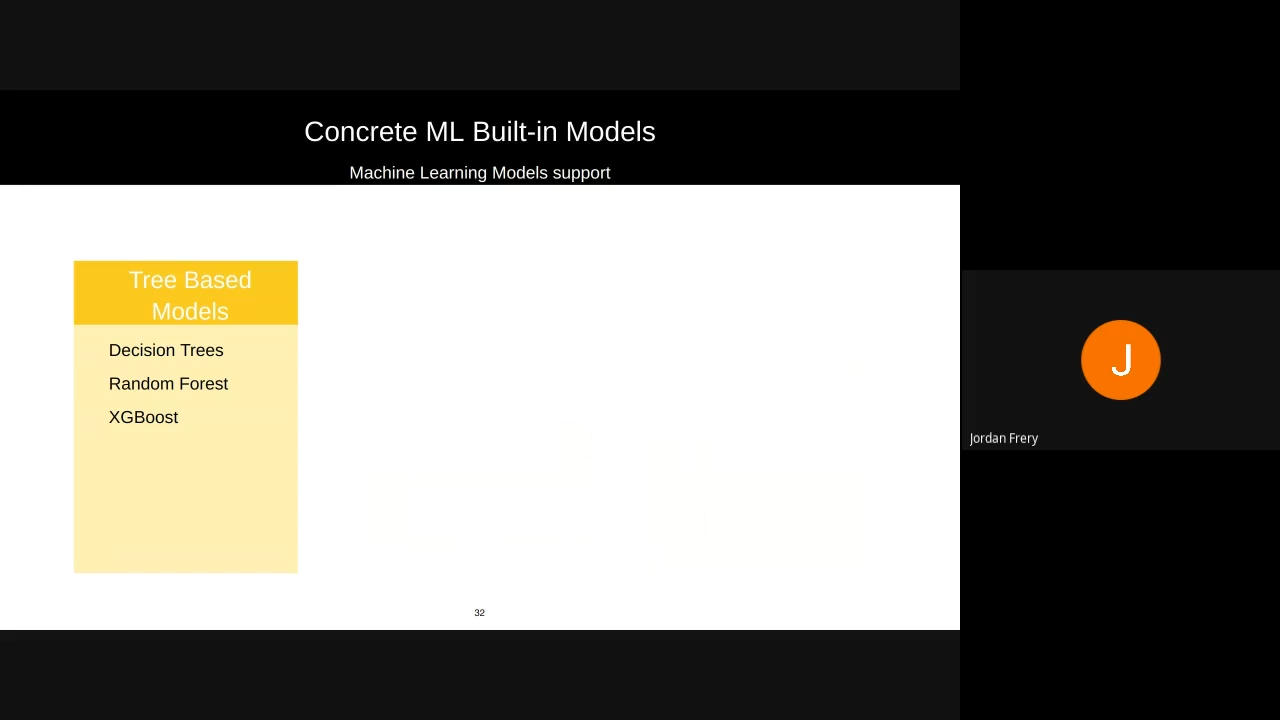 Concrete ML Built-in Models
Machine Learning Models support
Tree Based
Models
Decision Trees
Random Forest
XGBoost
32
J
Jordan Frery